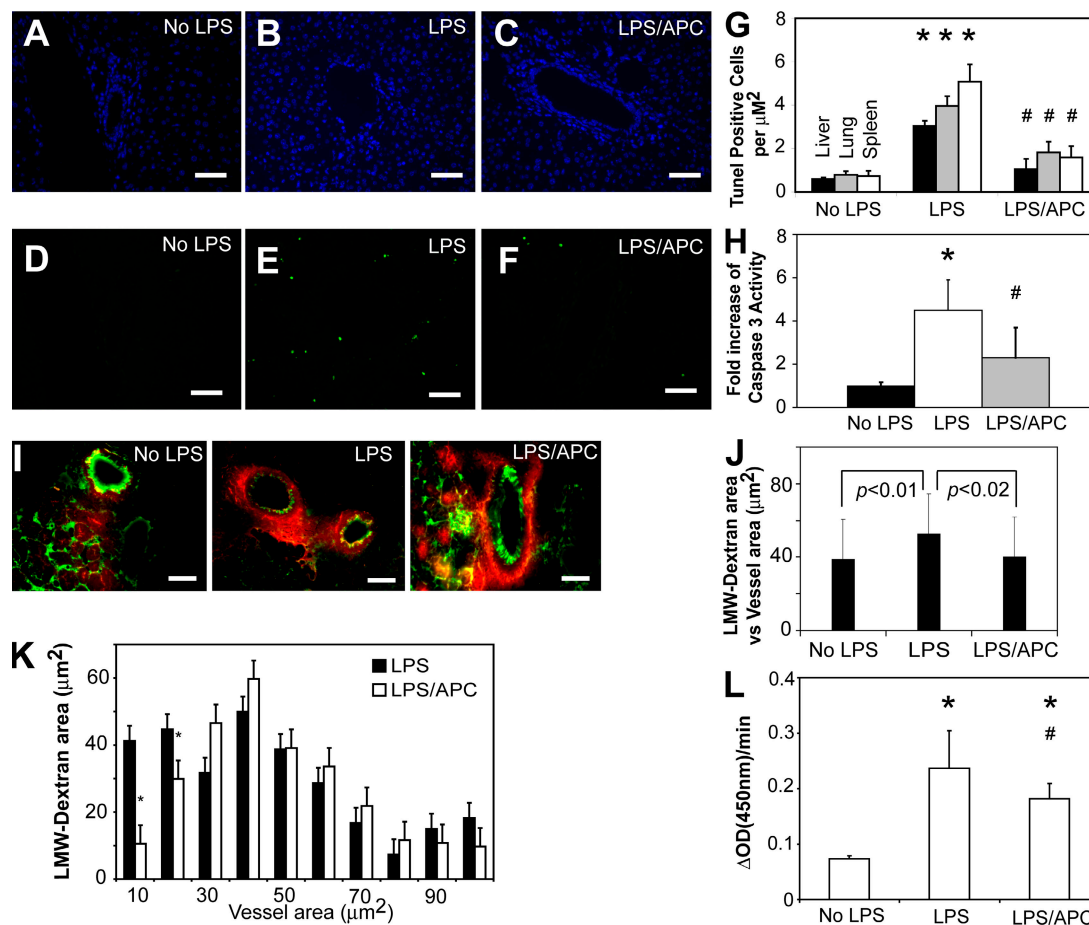 A No LPS
B LPS
C LPS/APC
D No LPS
E LPS
F LPS/APC
G
Tunel Positive Cells
per μM²
8
6
4
2
0
Liver
Lung
Spleen
* * *
# # #
No LPS LPS LPS/APC
H
Fold increase of
Caspase 3 Activity
8
6
4
2
0
*
#
No LPS LPS LPS/APC
I No LPS
LPS
LPS/APC
J
LMW-Dextran area
vs Vessel area (μm²)
80
40
0
p<0.01 p<0.02
No LPS LPS LPS/APC
K
LMW-Dextran area (μm²)
60
40
20
0
LPS
LPS/APC
*
*
10 30 50 70 90
Vessel area (μm²)
L
ΔOD(450nm)/min
0.4
0.3
0.2
0.1
0
*
*
#
No LPS LPS LPS/APC